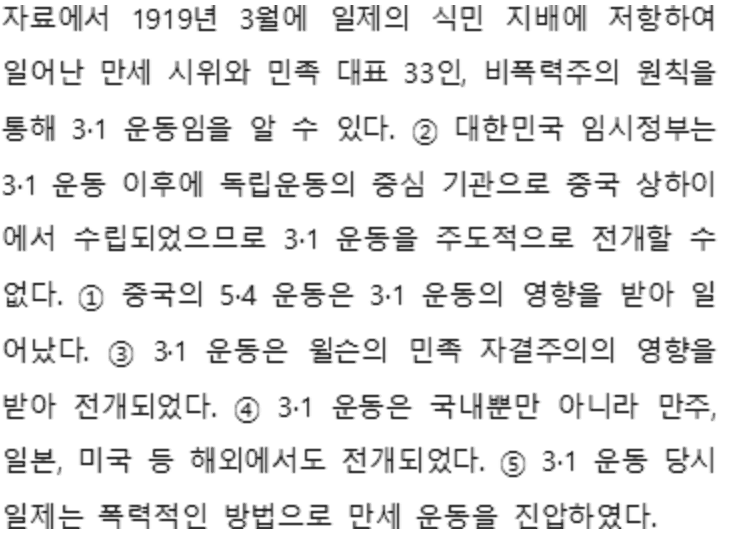 자료에서 1919년 3월에 일제의 식민 지배에 저항하여
일어난 만세 시위와 민족 대표 33인, 비폭력주의 원칙을
통해 3·1 운동임을 알 수 있다. ② 대한민국 임시정부는
3·1 운동 이후에 독립운동의 중심 기관으로 중국 상하이
에서 수립되었으므로 3·1 운동을 주도적으로 전개할 수
없다. ① 중국의 5·4 운동은 3·1 운동의 영향을 받아 일
어났다. ③ 3·1 운동은 윌슨의 민족 자결주의의 영향을
받아 전개되었다. ④ 3·1 운동은 국내뿐만 아니라 만주,
일본, 미국 등 해외에서도 전개되었다. ⑤ 3·1 운동 당시
일제는 폭력적인 방법으로 만세 운동을 진압하였다.